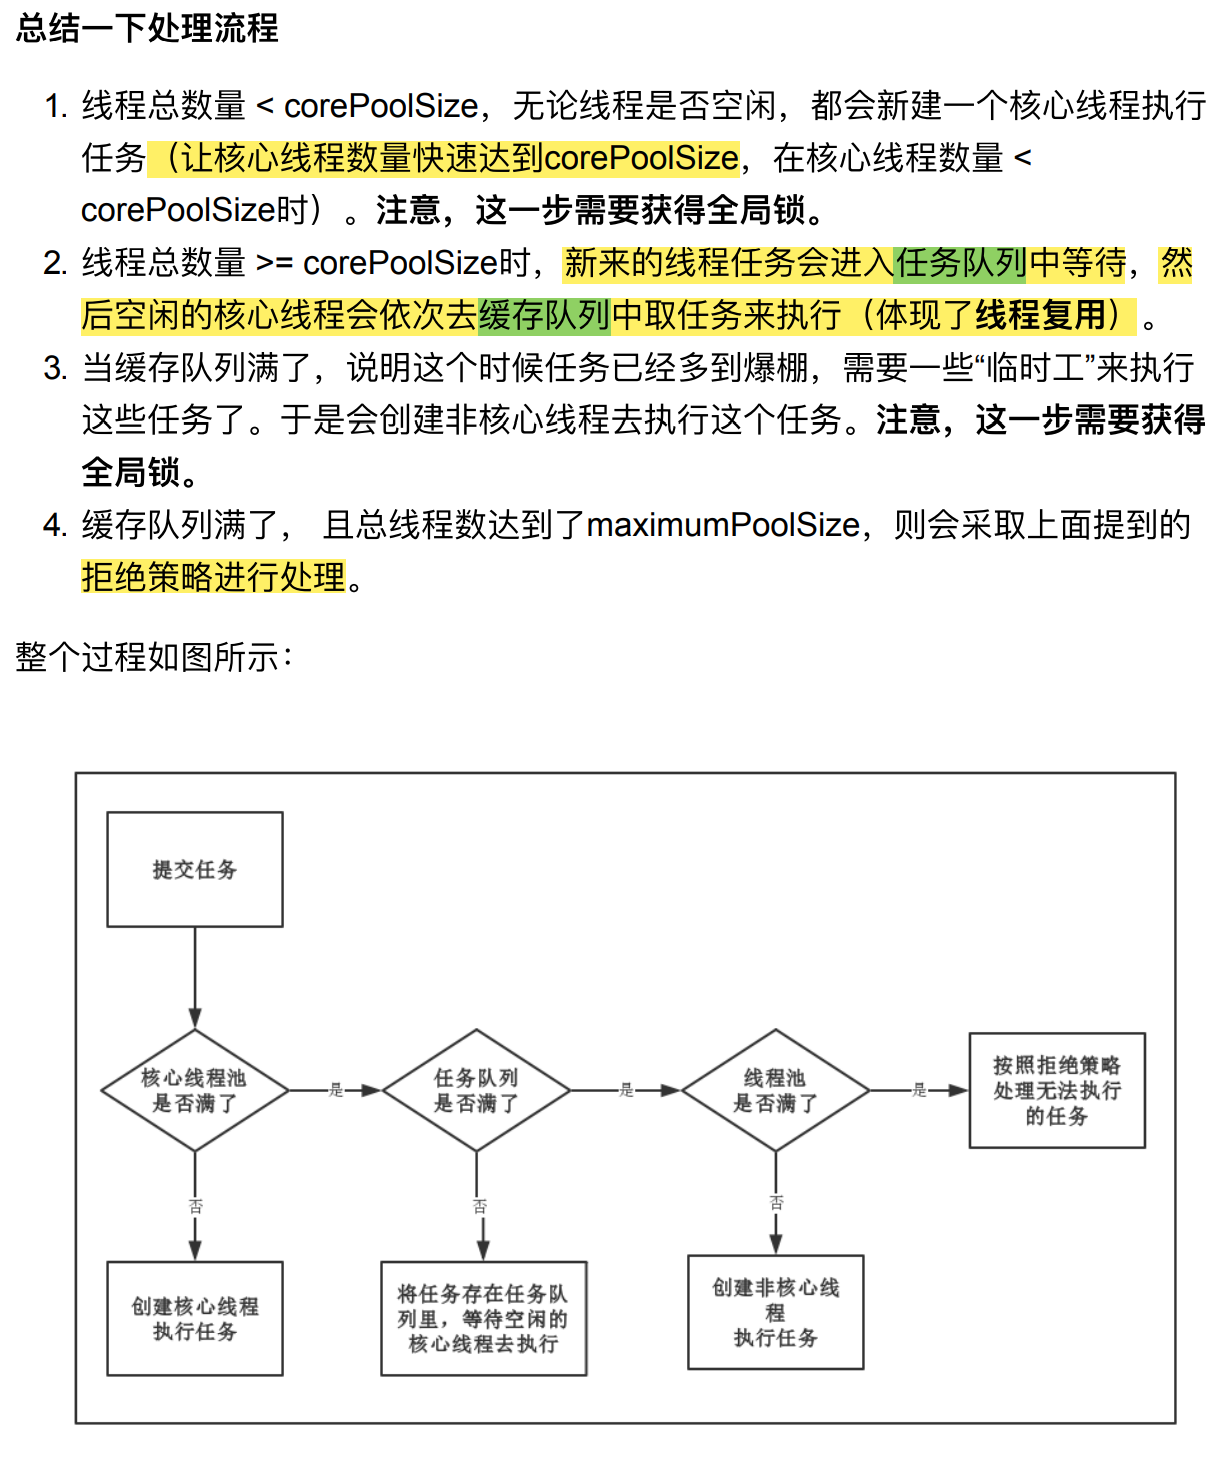 总结一下处理流程
1. 线程总数量 < corePoolSize，无论线程是否空闲，都会新建一个核心线程执行
任务（让核心线程数量快速达到corePoolSize，在核心线程数量 <
corePoolSize时）。注意，这一步需要获得全局锁。
2. 线程总数量 >= corePoolSize时，新来的线程任务会进入任务队列中等待，然
后空闲的核心线程会依次去缓存队列中取任务来执行（体现了线程复用）。
3. 当缓存队列满了，说明这个时候任务已经多到爆棚，需要一些“临时工”来执行
这些任务了。于是会创建非核心线程去执行这个任务。注意，这一步需要获得
全局锁。
4. 缓存队列满了， 且总线程数达到了maximumPoolSize，则会采取上面提到的
拒绝策略进行处理。
整个过程如图所示：
提交任务
核心线程池
是否满了
是
任务队列
是否满了
是
线程池
是否满了
是
按照拒绝策略
处理无法执行
的任务
否
否
否
创建核心线程
执行任务
将任务存在任务队
列里，等待空闲的
核心线程去执行
创建非核心线
程
执行任务